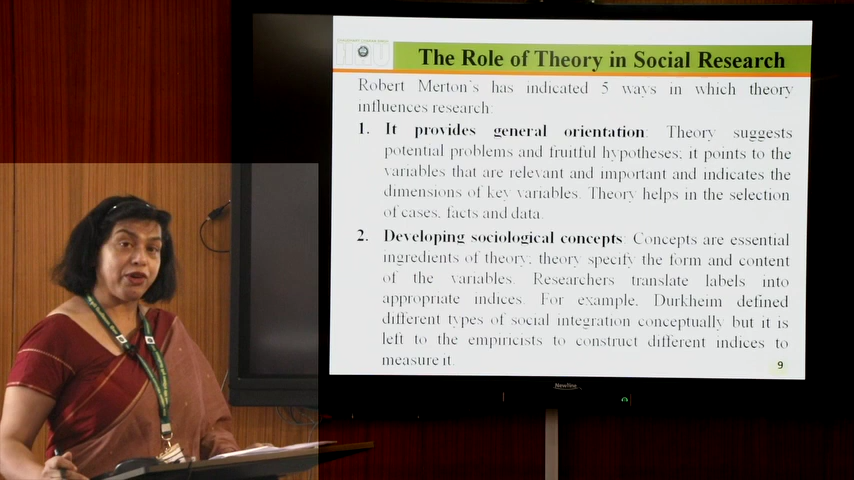 The Role of Theory in Social Research
Robert Merton's has indicated 5 ways in which theory
influences research:
1. It provides general orientation: Theory suggests
potential problems and fruitful hypotheses; it points to the
variables that are relevant and important and indicates the
dimensions of key variables. Theory helps in the selection
of cases, facts and data.
2. Developing sociological concepts: Concepts are essential
ingredients of theory; theory specify the form and content
of the variables. Researchers translate labels into
appropriate indices. For example, Durkheim defined
different types of social integration conceptually but it is
left to the empiricists to construct different indices to
measure it.
9
Newline